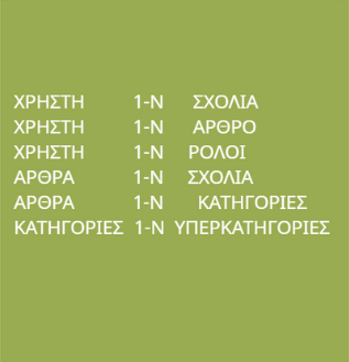 ΧΡΗΣΤΗ 1-Ν ΣΧΟΛΙΑ
ΧΡΗΣΤΗ 1-Ν ΑΡΘΡΟ
ΧΡΗΣΤΗ 1-Ν ΡΟΛΟΙ
ΑΡΘΡΑ 1-Ν ΣΧΟΛΙΑ
ΑΡΘΡΑ 1-Ν ΚΑΤΗΓΟΡΙΕΣ
ΚΑΤΗΓΟΡΙΕΣ 1-Ν ΥΠΕΡΚΑΤΗΓΟΡΙΕΣ